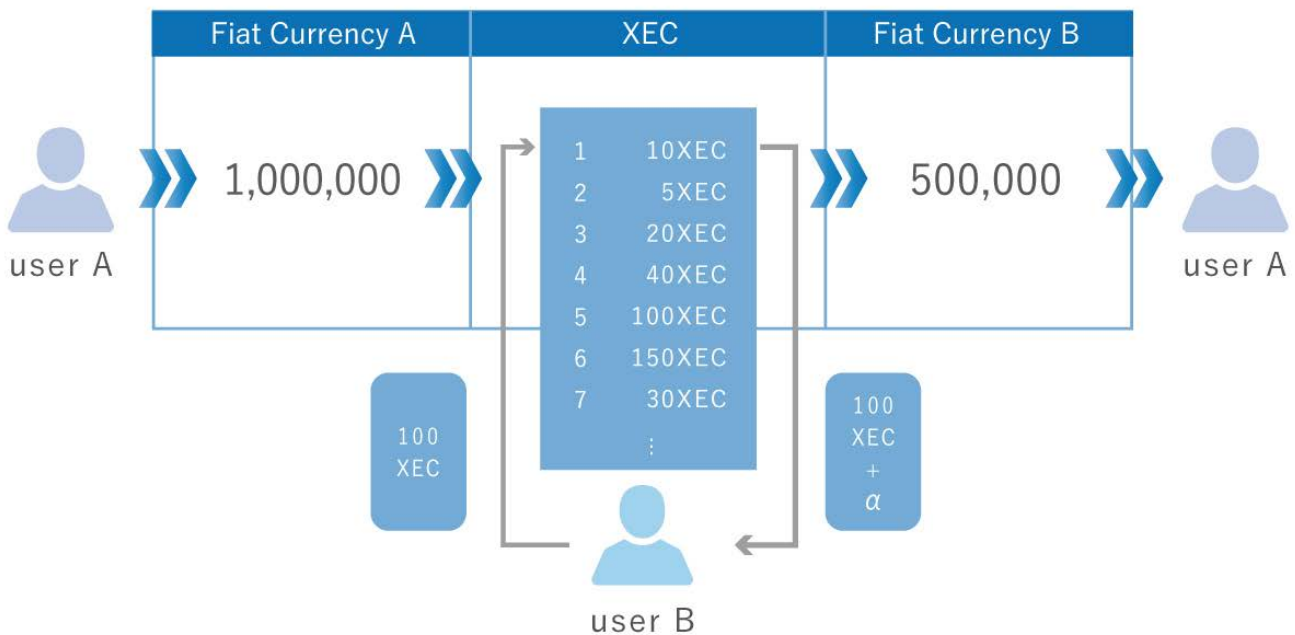 Fiat Currency A
XEC
Fiat Currency B
user A
1,000,000
1 10XEC
2 5XEC
3 20XEC
4 40XEC
5 100XEC
6 150XEC
7 30XEC
⋮
500,000
user A
100
XEC
100
XEC
+
α
user B